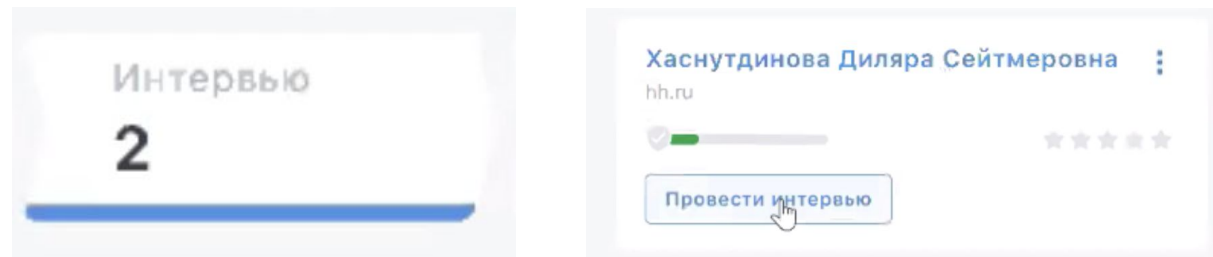 Интервью
2
Хаснутдинова Диляра Сейтмеровна
hh.ru
Провести интервью